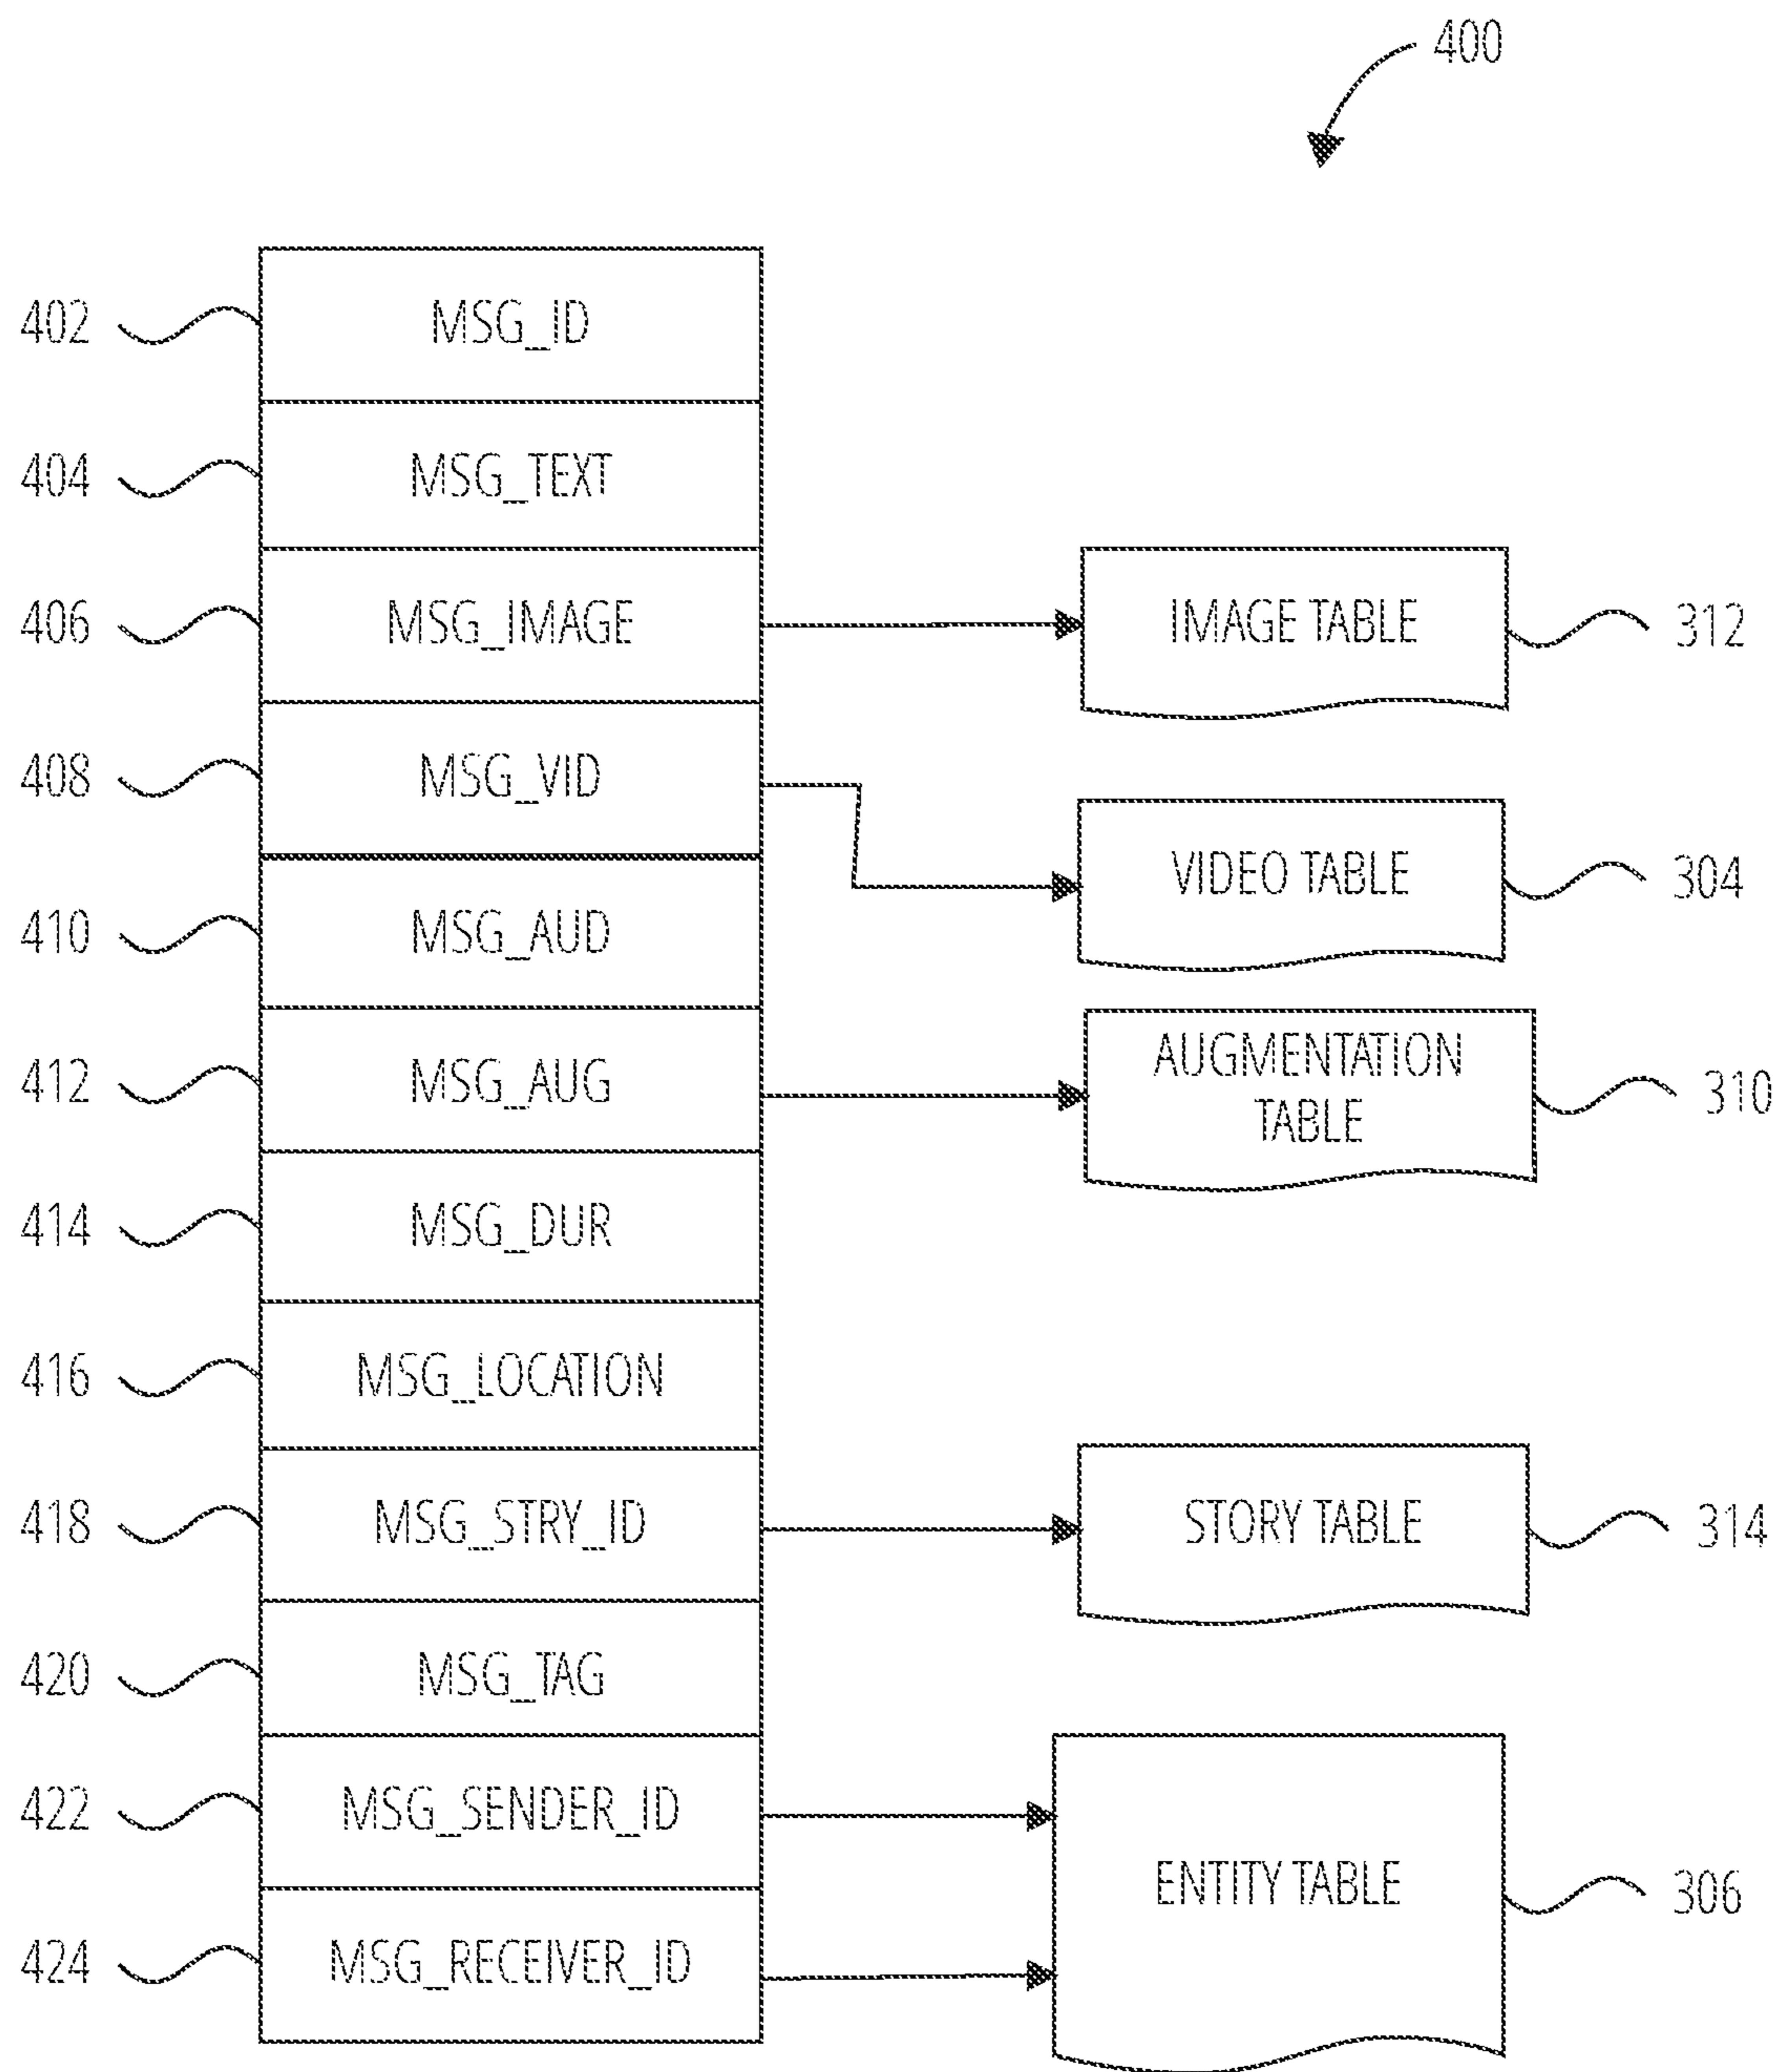 400
402 MSG_ID
404 MSG_TEXT
406 MSG_IMAGE IMAGE TABLE 312
408 MSG_VID VIDEO TABLE 304
410 MSG_AUD
412 MSG_AUG AUGMENTATION
TABLE 310
414 MSG_DUR
416 MSG_LOCATION
418 MSG_STRY_ID STORY TABLE 314
420 MSG_TAG
422 MSG_SENDER_ID
ENTITY TABLE 306
424 MSG_RECEIVER_ID